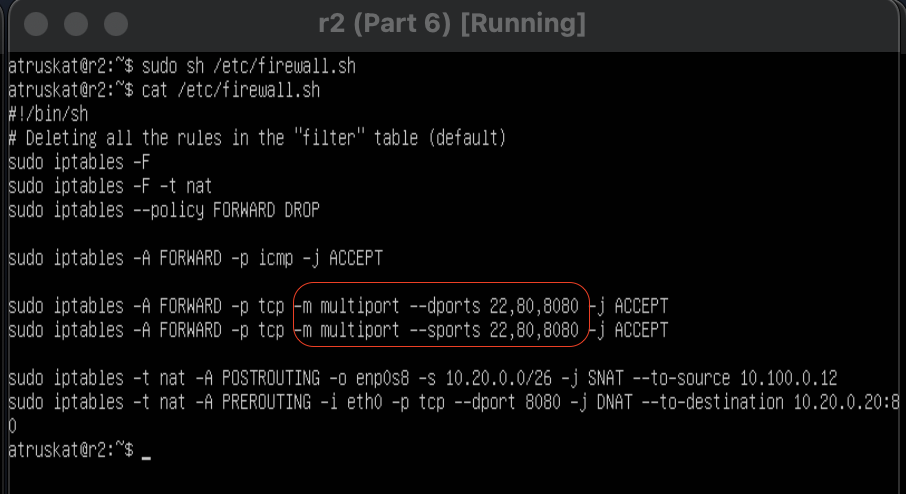 r2 (Part 6) [Running]
atruskat@r2:~$ sudo sh /etc/firewall.sh
atruskat@r2:~$ cat /etc/firewall.sh
#!/bin/sh
# Deleting all the rules in the "filter" table (default)
sudo iptables -F
sudo iptables -F -t nat
sudo iptables --policy FORWARD DROP
sudo iptables -A FORWARD -p icmp -j ACCEPT
sudo iptables -A FORWARD -p tcp -m multiport --dports 22,80,8080 -j ACCEPT
sudo iptables -A FORWARD -p tcp -m multiport --sports 22,80,8080 -j ACCEPT
sudo iptables -t nat -A POSTROUTING -o enp0s8 -s 10.20.0.0/26 -j SNAT --to-source 10.100.0.12
sudo iptables -t nat -A PREROUTING -i eth0 -p tcp --dport 8080 -j DNAT --to-destination 10.20.0.20:8
0
atruskat@r2:~$ _